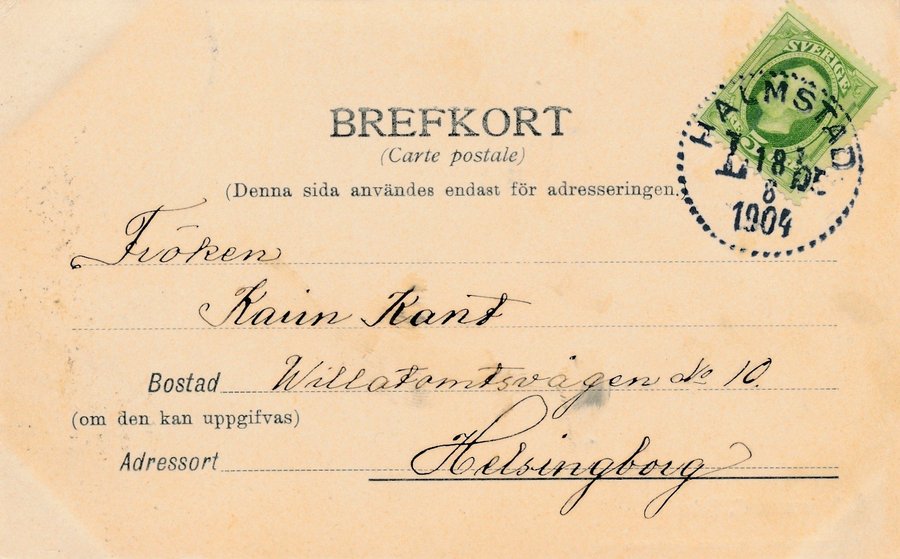 BREFKORT
(Carte postale)
(Denna sida användes endast för adresseringen.
SVERIGE
HALMSTAD
18
8
1904
Fröken
Karin Kant
Bostad Willatomtsvägen No 10.
(om den kan uppgifvas)
Adressort Helsingborg